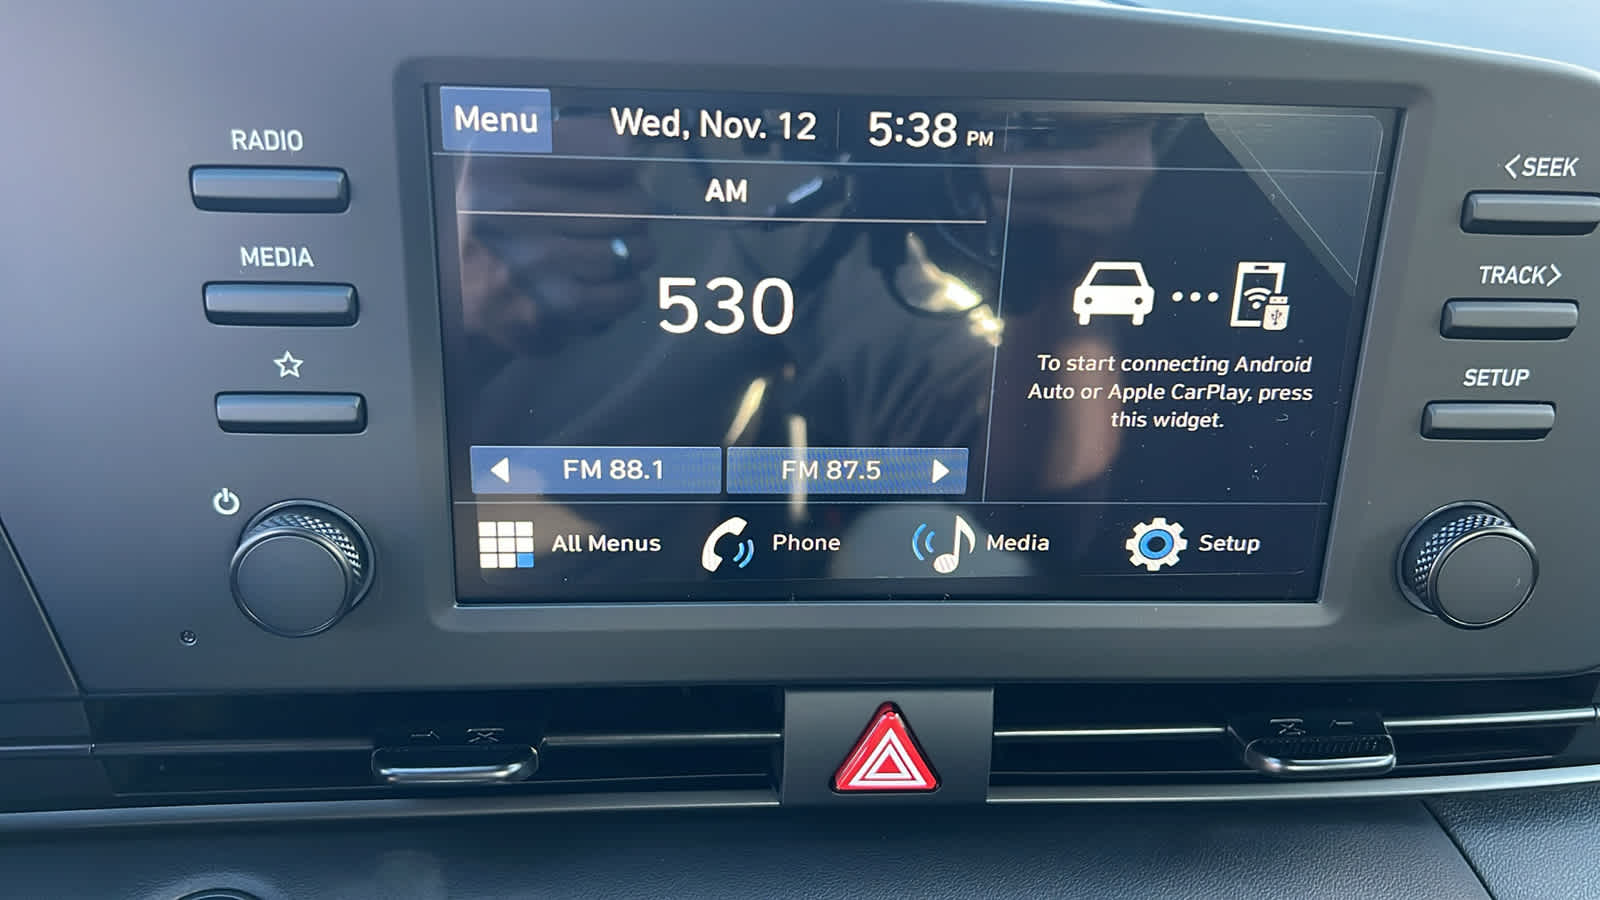 RADIO
MEDIA
Menu
Wed, Nov. 12
5:38 PM
AM
530
FM 88.1
FM 87.5
To start connecting Android
Auto or Apple CarPlay, press
this widget.
All Menus
Phone
Media
Setup
<SEEK
TRACK>
SETUP